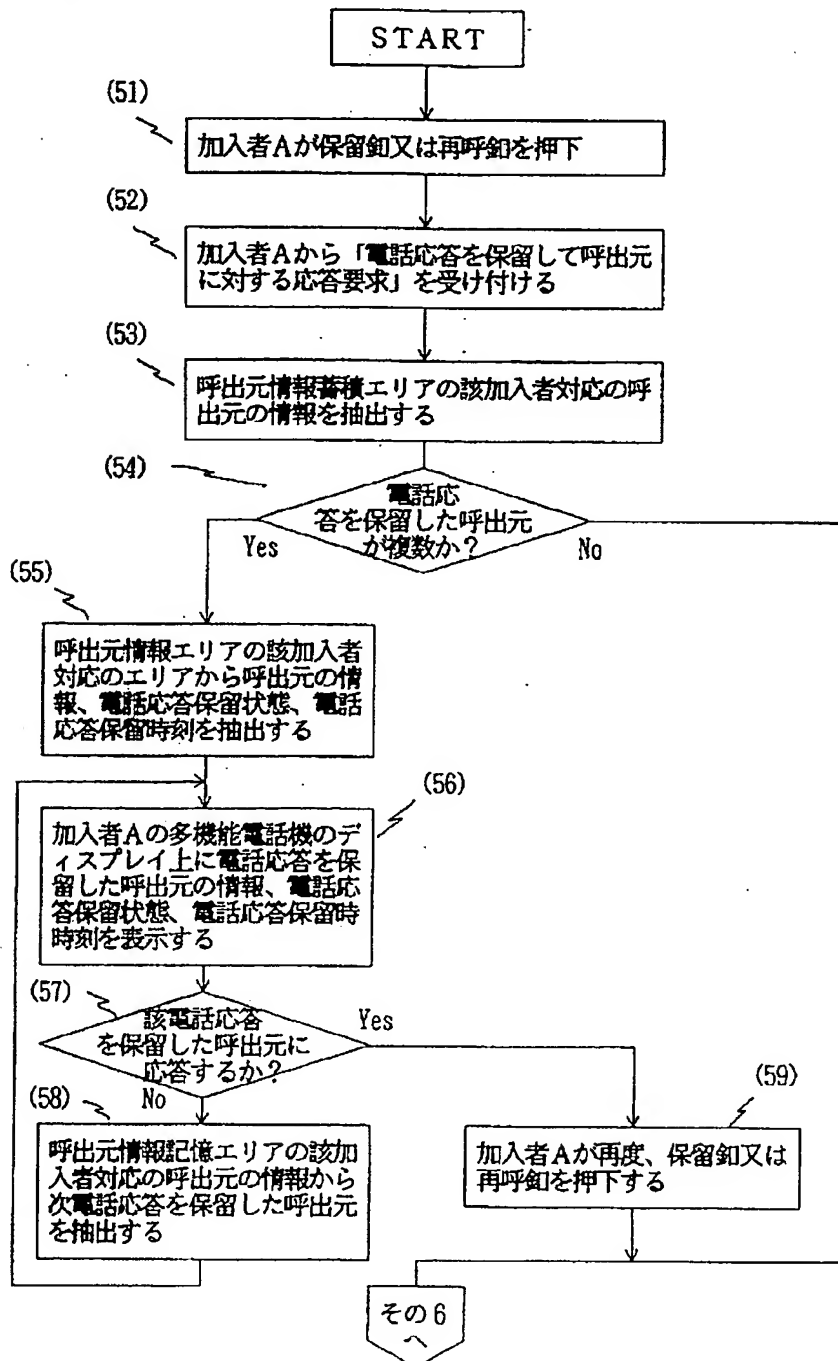 START
(51)
加入者Aが保留釦又は再呼釦を押下
(52)
加入者Aから「電話応答を保留して呼出元
に対する応答要求」を受け付ける
(53)
呼出元情報蓄積エリアの該加入者対応の呼
出元の情報を抽出する
(54)
電話応
答を保留した呼出元
が複数か?
Yes
No
(55)
呼出元情報エリアの該加入者
対応のエリアから呼出元の情
報、電話応答保留状態、電話
応答保留時刻を抽出する
(56)
加入者Aの多機能電話機のデ
ィスプレイ上に電話応答を保
留した呼出元の情報、電話応
答保留状態、電話応答保留時
時刻を表示する
(57)
該電話応答
を保留した呼出元に
応答するか?
Yes
No
(58)
呼出元情報記憶エリアの該加
入者対応の呼出元の情報から
次電話応答を保留した呼出元
を抽出する
(59)
加入者Aが再度、保留釦又は
再呼釦を押下する
その6
へ